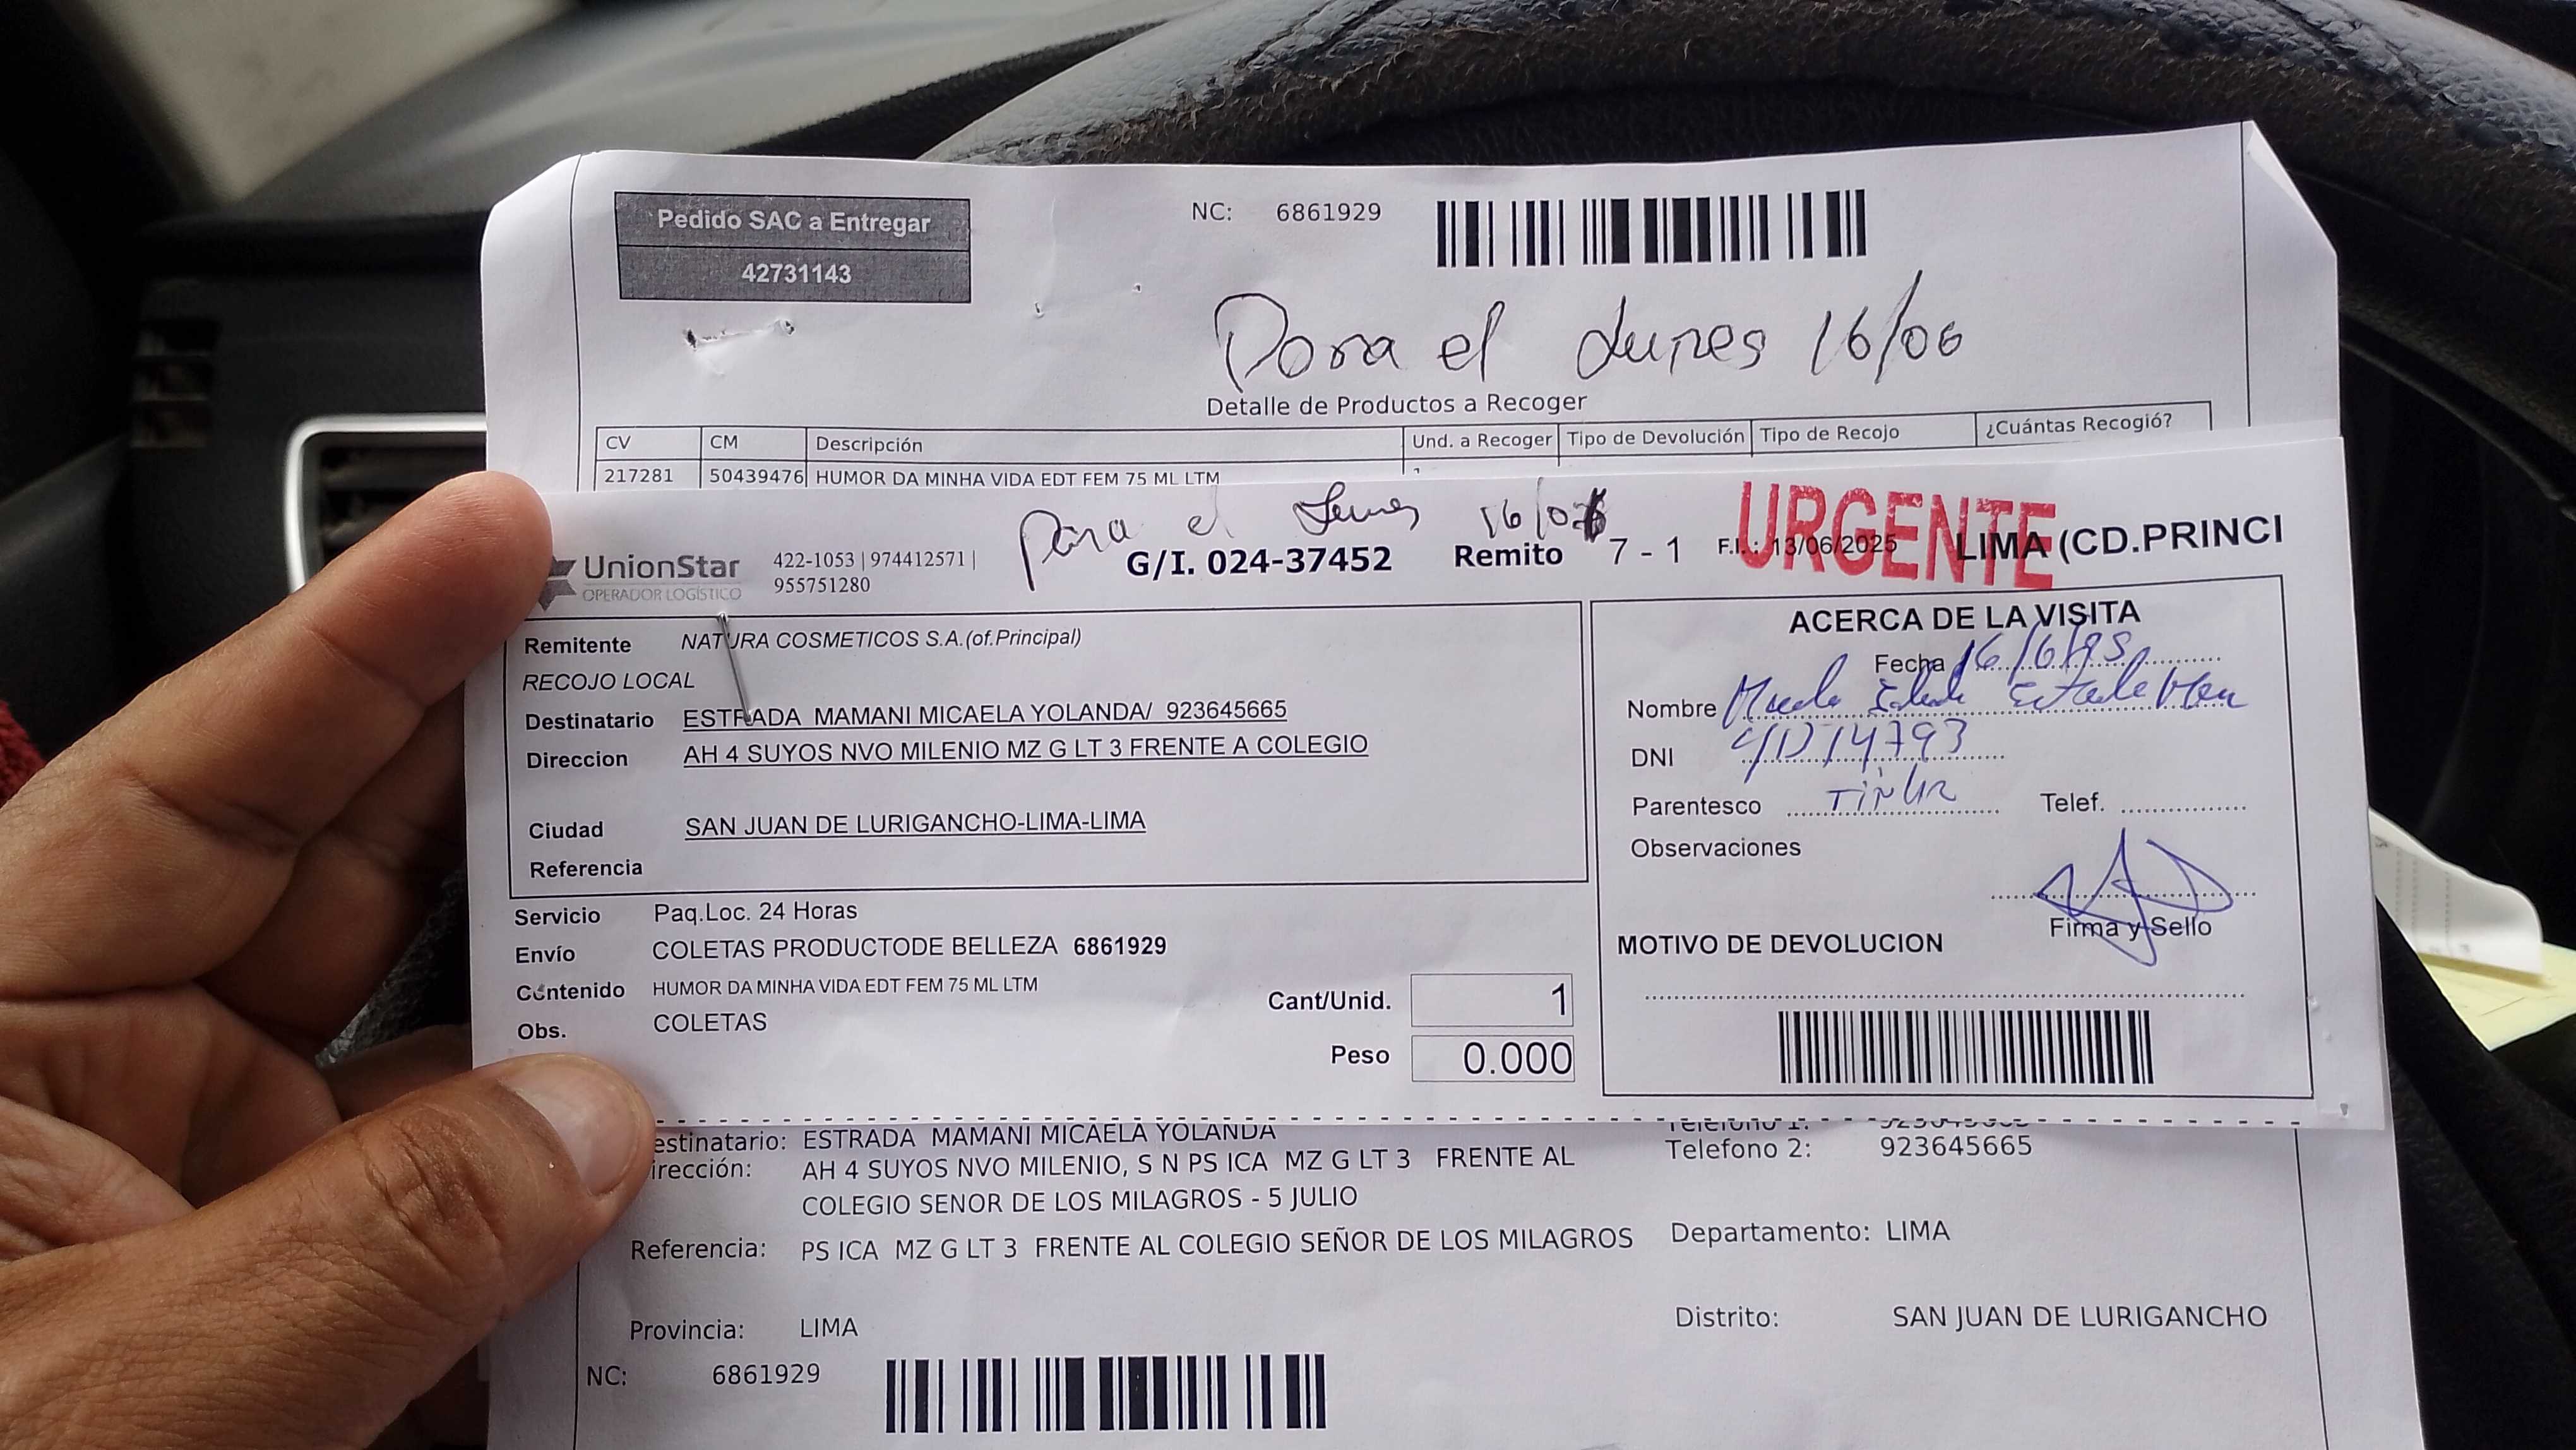 Pedido SAC a Entregar
42731143
NC: 6861929
Para el Lunes 16/06
Detalle de Productos a Recoger
CV CM Descripción Und. a Recoger Tipo de Devolución Tipo de Recojo ¿Cuántas Recogió?
217281 50439476 HUMOR DA MINHA VIDA EDT FEM 75 ML LTM
Para el Lunes 16/06
URGENTE
UnionStar
OPERADOR LOGÍSTICO
422-1053 | 974412571 |
955751280
G/I. 024-37452 Remito 7 - 1 F.I.: 13/06/2025 LIMA (CD.PRINCI
Remitente NATURA COSMETICOS S.A.(of.Principal)
RECOJO LOCAL
Destinatario ESTRADA MAMANI MICAELA YOLANDA/ 923645665
Direccion AH 4 SUYOS NVO MILENIO MZ G LT 3 FRENTE A COLEGIO
Ciudad SAN JUAN DE LURIGANCHO-LIMA-LIMA
Referencia
Servicio Paq.Loc. 24 Horas
Envío COLETAS PRODUCTODE BELLEZA 6861929
Contenido HUMOR DA MINHA VIDA EDT FEM 75 ML LTM
Obs. COLETAS
Cant/Unid. 1
Peso 0.000
ACERCA DE LA VISITA
Fecha
Nombre
DNI
Parentesco
Telef.
Observaciones
Firma y Sello
MOTIVO DE DEVOLUCION
estinatario: ESTRADA MAMANI MICAELA YOLANDA
irección: AH 4 SUYOS NVO MILENIO, S N PS ICA MZ G LT 3 FRENTE AL
COLEGIO SENOR DE LOS MILAGROS - 5 JULIO
Telefono 1:
Telefono 2: 923645665
Referencia: PS ICA MZ G LT 3 FRENTE AL COLEGIO SEÑOR DE LOS MILAGROS
Departamento: LIMA
Provincia: LIMA
Distrito: SAN JUAN DE LURIGANCHO
NC: 6861929